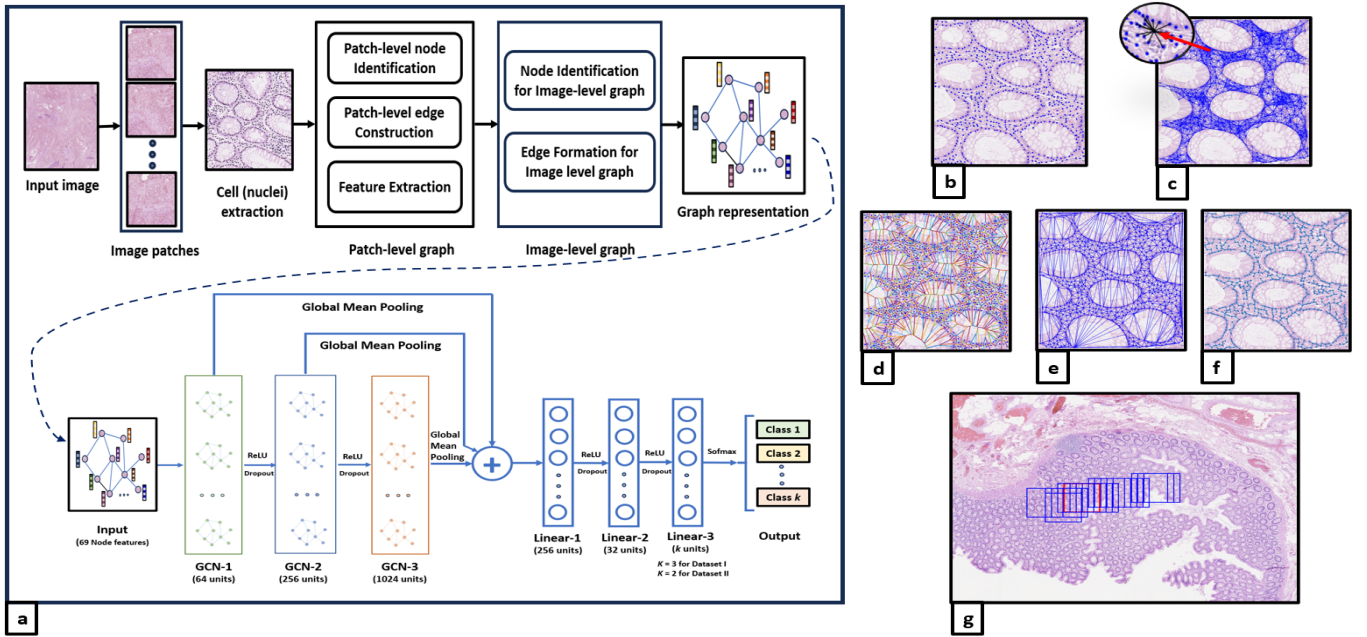 Input image
Image patches
Cell (nuclei)
extraction
Patch-level node
Identification
Patch-level edge
Construction
Feature Extraction
Patch-level graph
Node Identification
for Image-level graph
Edge Formation for
Image level graph
Image-level graph
Graph representation
Global Mean Pooling
Global Mean Pooling
Global
Mean
Pooling
Input
(69 Node features)
GCN-1
(64 units)
ReLU
Dropout
GCN-2
(256 units)
ReLU
Dropout
GCN-3
(1024 units)
+
Linear-1
(256 units)
ReLU
Dropout
Linear-2
(32 units)
ReLU
Dropout
Linear-3
(k units)
K = 3 for Dataset I
K = 2 for Dataset II
Sofmax
Class 1
Class 2
Class k
Output
a
b
c
d
e
f
g